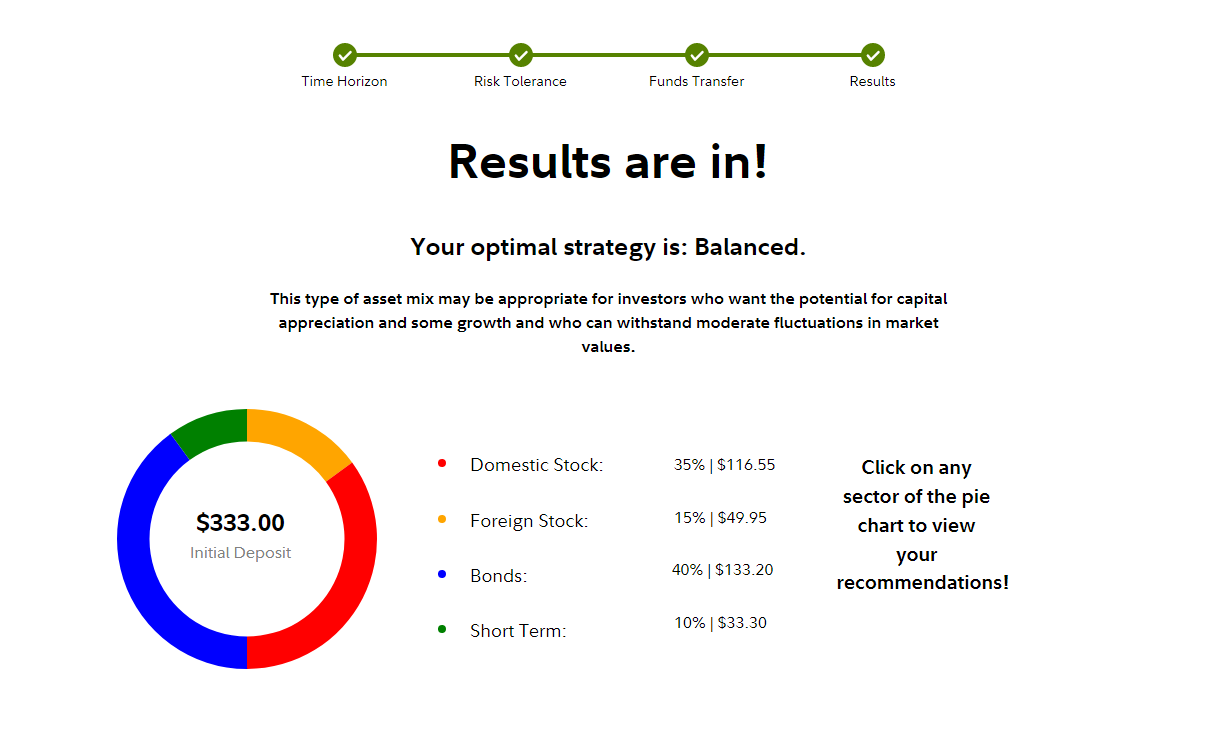 Time Horizon
Risk Tolerance
Funds Transfer
Results
Results are in!
Your optimal strategy is: Balanced.
This type of asset mix may be appropriate for investors who want the potential for capital
appreciation and some growth and who can withstand moderate fluctuations in market
values.
$333.00
Initial Deposit
Domestic Stock: 35% | $116.55
Foreign Stock: 15% | $49.95
Bonds: 40% | $133.20
Short Term: 10% | $33.30
Click on any
sector of the pie
chart to view
your
recommendations!